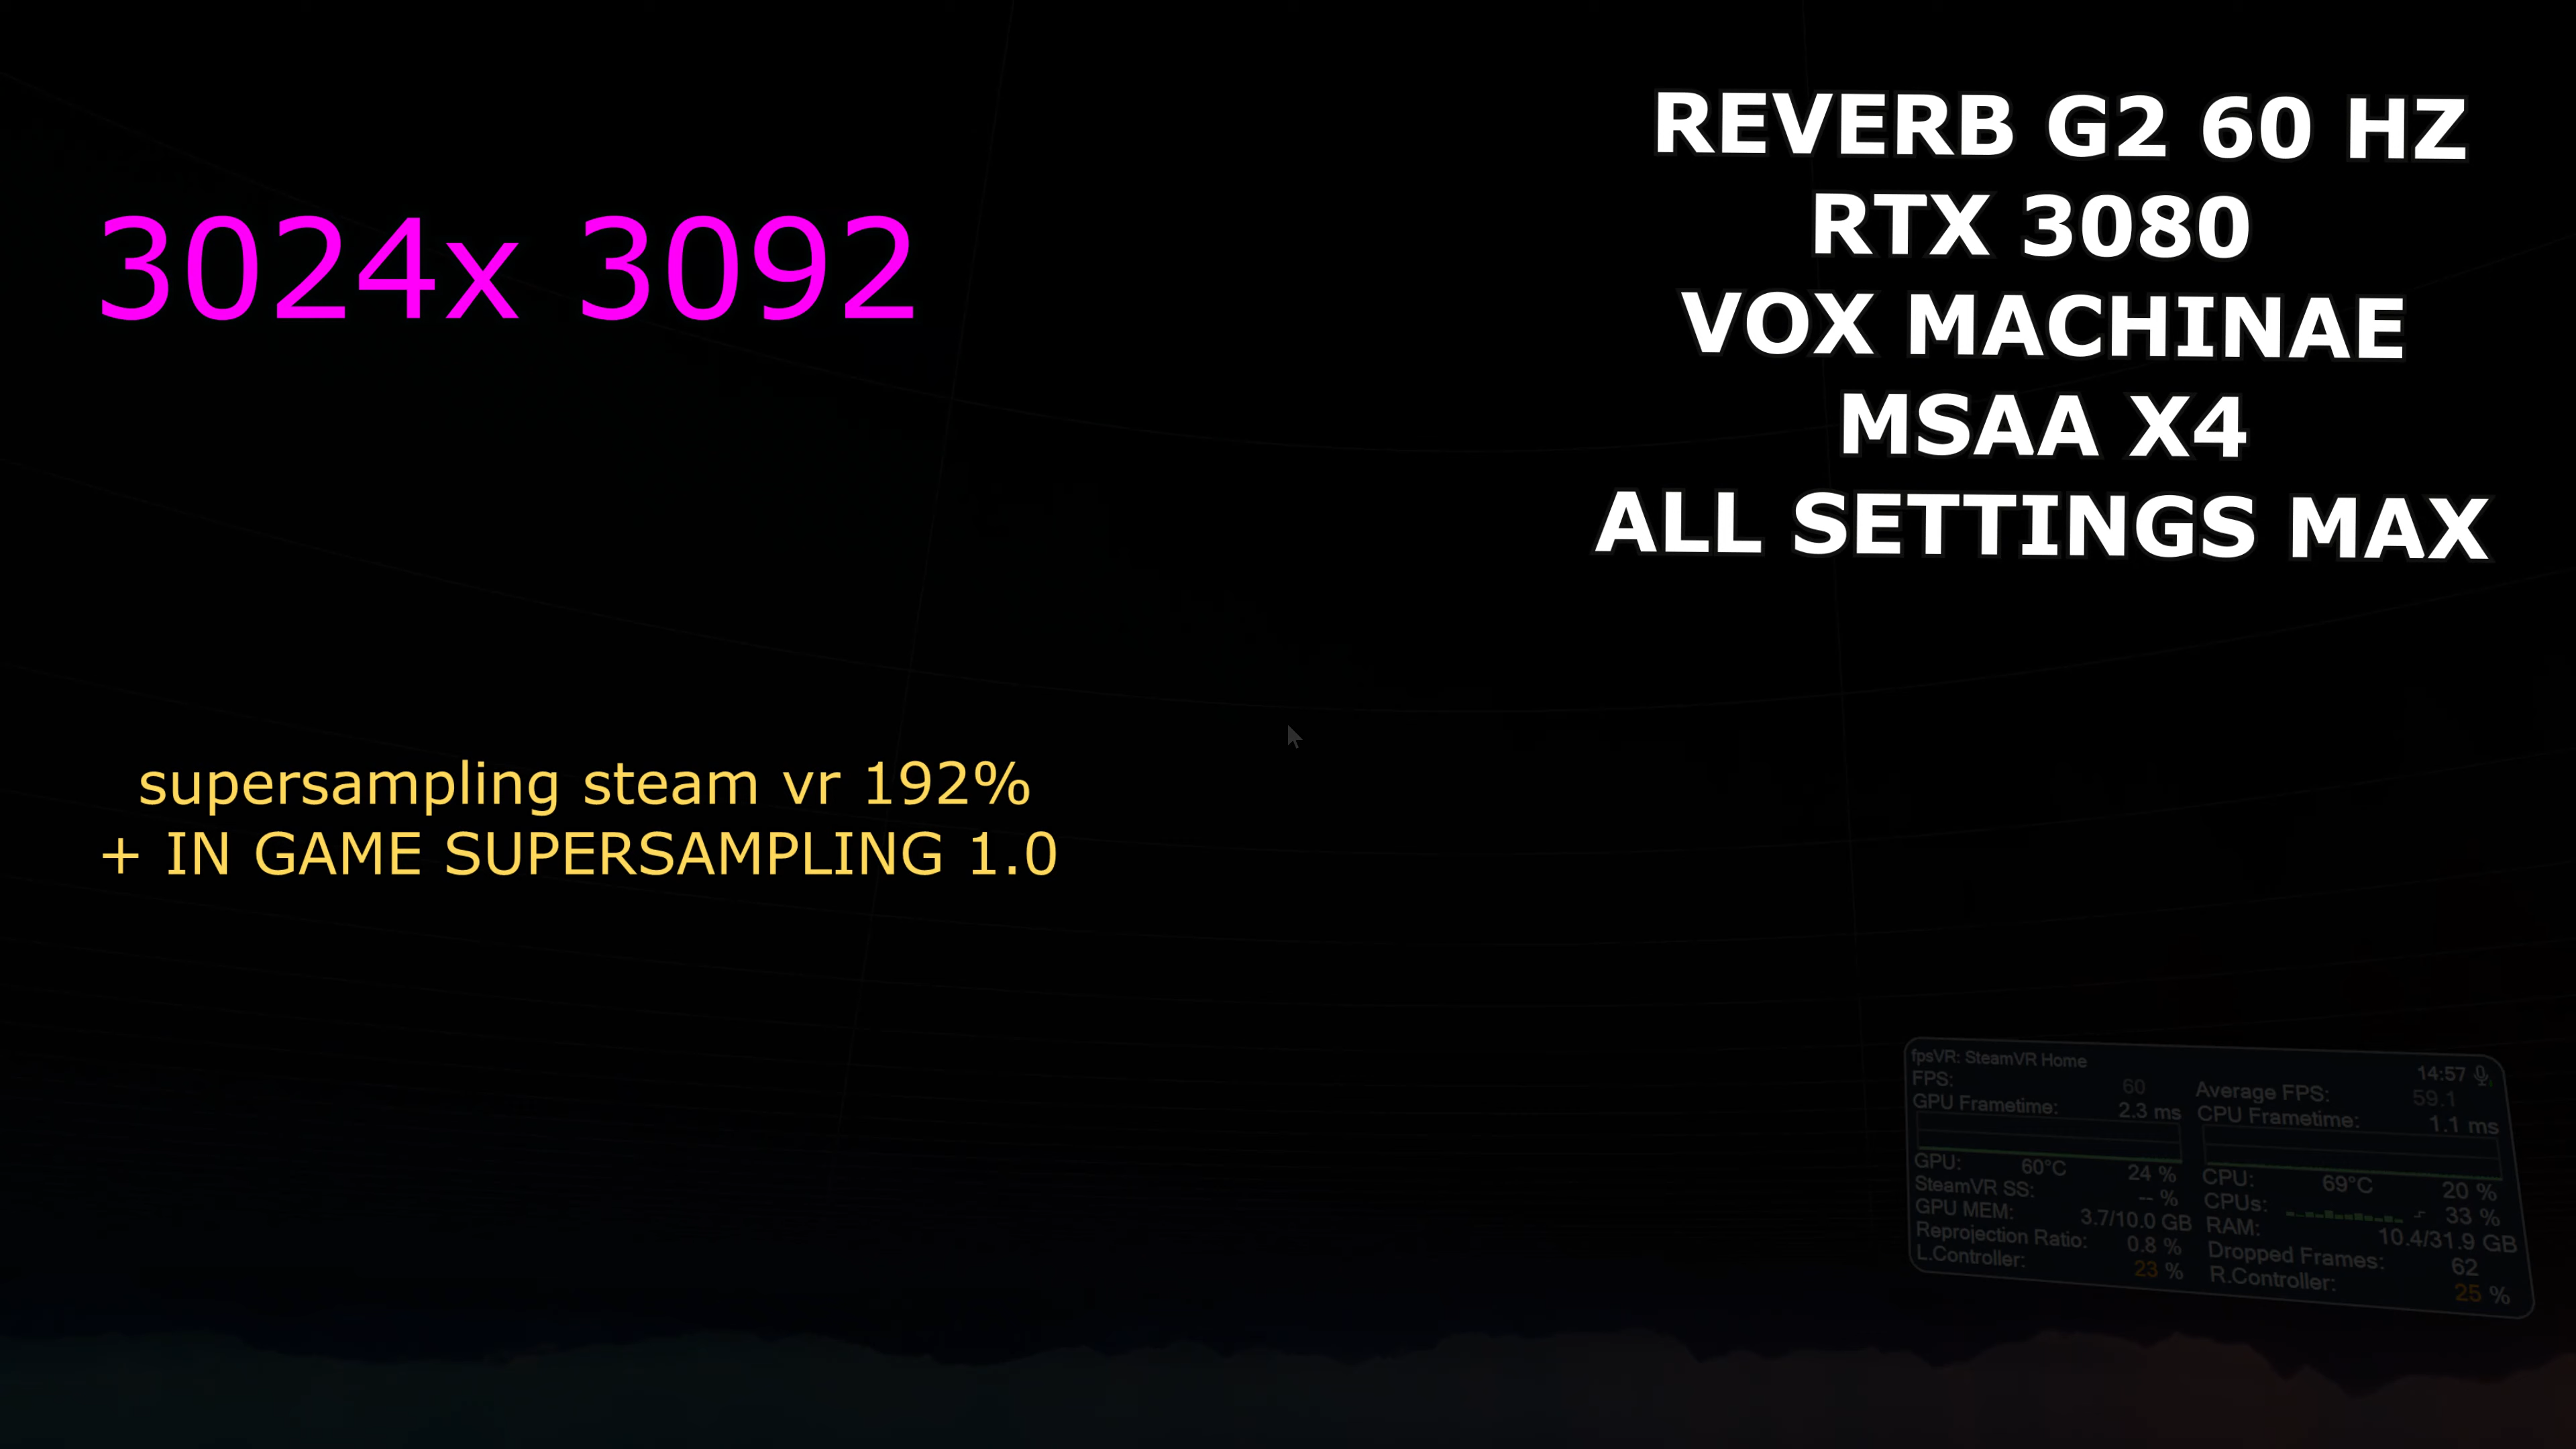 REVERB G2 60 HZ
RTX 3080
VOX MACHINAE
MSAA X4
ALL SETTINGS MAX
3024x 3092
supersampling steam vr 192%
+ IN GAME SUPERSAMPLING 1.0
fpsVR: SteamVR Home 14:57
FPS: 60 Average FPS: 59.1
GPU Frametime: 2.3 ms CPU Frametime: 1.1 ms
GPU: 60°C 24 % CPU: 69°C 20 %
SteamVR SS: -- % CPUs: 33 %
GPU MEM: 3.7/10.0 GB RAM: 10.4/31.9 GB
Reprojection Ratio: 0.8 % Dropped Frames: 62
L.Controller: 23 % R.Controller: 25 %